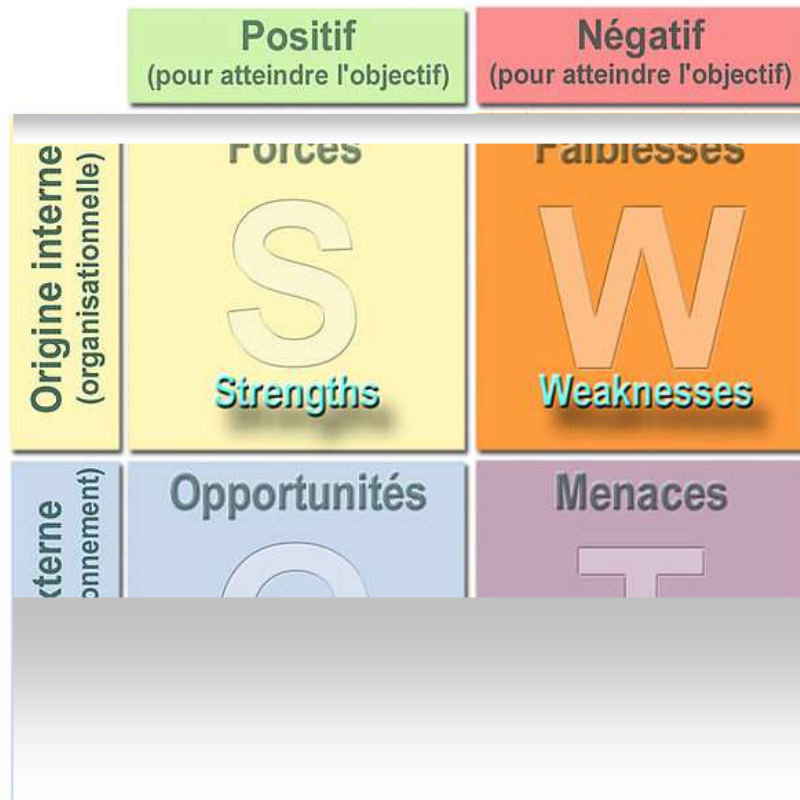 Positif
(pour atteindre l'objectif)
Négatif
(pour atteindre l'objectif)
Origine interne
(organisationnelle)
Forces
S
Strengths
Faiblesses
W
Weaknesses
Opportunités
Menaces
T